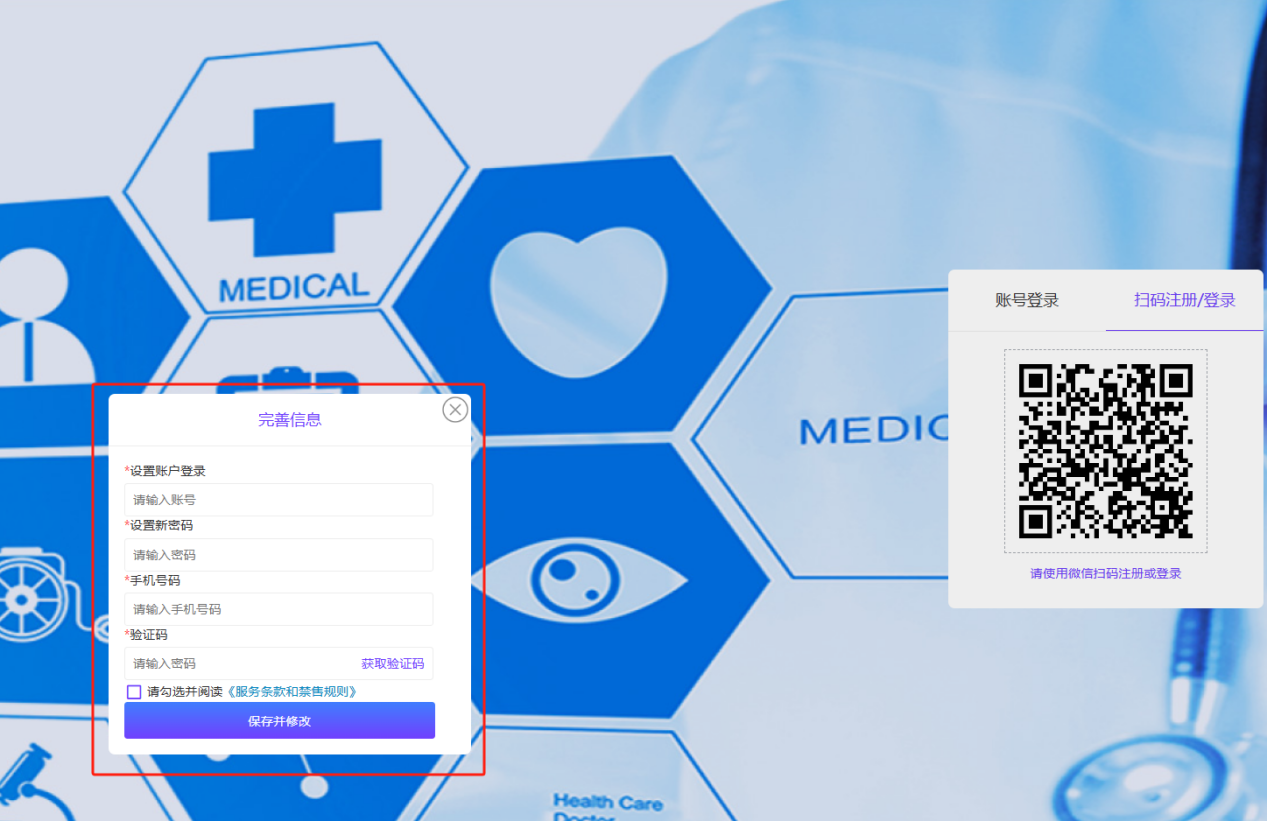 MEDICAL
MEDIC
账号登录
扫码注册/登录
请使用微信扫码注册或登录
完善信息
*设置账户登录
请输入账号
*设置新密码
请输入密码
*手机号码
请输入手机号码
*验证码
请输入密码
获取验证码
请勾选并阅读《服务条款和禁售规则》
保存并修改
Health Care
Doctor